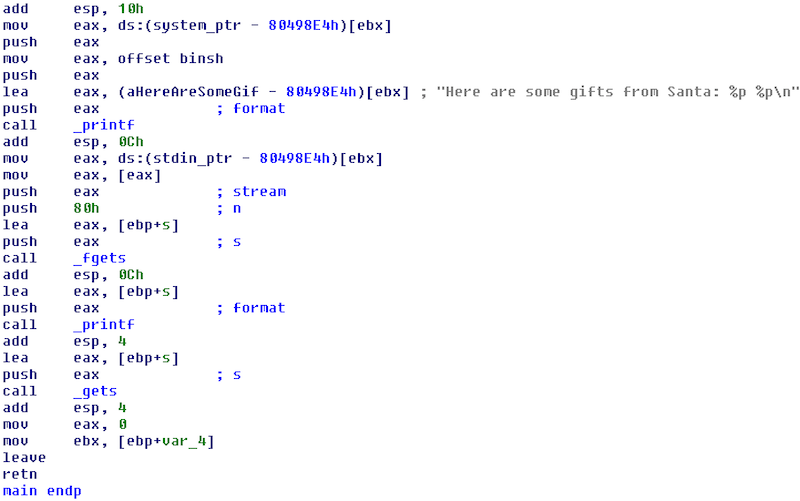 add     esp, 10h
mov     eax, ds:(system_ptr - 80498E4h)[ebx]
push    eax
mov     eax, offset binsh
push    eax
lea     eax, (aHereAreSomeGif - 80498E4h)[ebx] ; "Here are some gifts from Santa: %p %p\n"
push    eax             ; format
call    _printf
add     esp, 0Ch
mov     eax, ds:(stdin_ptr - 80498E4h)[ebx]
mov     eax, [eax]
push    eax             ; stream
push    80h             ; n
lea     eax, [ebp+s]
push    eax             ; s
call    _fgets
add     esp, 0Ch
lea     eax, [ebp+s]
push    eax             ; format
call    _printf
add     esp, 4
lea     eax, [ebp+s]
push    eax             ; s
call    _gets
add     esp, 4
mov     eax, 0
mov     ebx, [ebp+var_4]
leave
retn
main endp